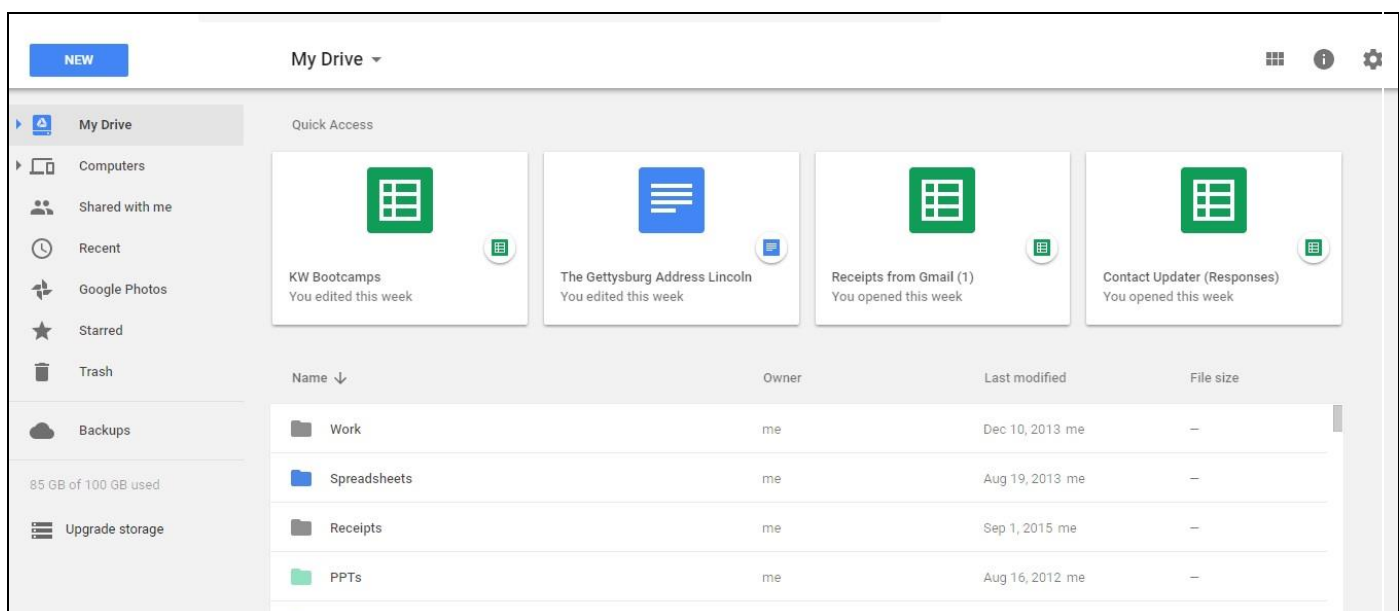 NEW
My Drive
My Drive
Computers
Shared with me
Recent
Google Photos
Starred
Trash
Backups
85 GB of 100 GB used
Upgrade storage
Quick Access
KW Bootcamps
You edited this week
The Gettysburg Address Lincoln
You edited this week
Receipts from Gmail (1)
You opened this week
Contact Updater (Responses)
You opened this week
Name Owner Last modified File size
Work me Dec 10, 2013 me –
Spreadsheets me Aug 19, 2013 me –
Receipts me Sep 1, 2015 me –
PPTs me Aug 16, 2012 me –